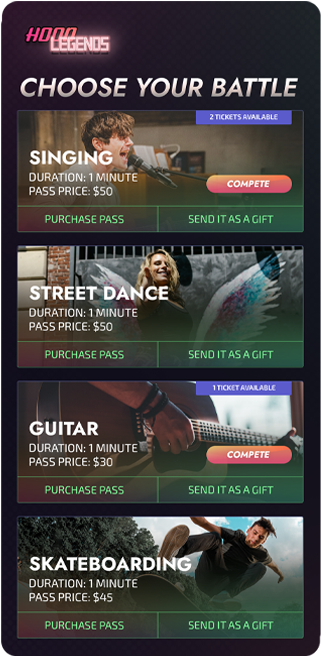 HOOD
LEGENDS
CHOOSE YOUR BATTLE
2 TICKETS AVAILABLE
SINGING
DURATION: 1 MINUTE
PASS PRICE: $50
COMPETE
PURCHASE PASS
SEND IT AS A GIFT
STREET DANCE
DURATION: 1 MINUTE
PASS PRICE: $50
PURCHASE PASS
SEND IT AS A GIFT
1 TICKET AVAILABLE
GUITAR
DURATION: 1 MINUTE
PASS PRICE: $30
COMPETE
PURCHASE PASS
SEND IT AS A GIFT
SKATEBOARDING
DURATION: 1 MINUTE
PASS PRICE: $45
PURCHASE PASS
SEND IT AS A GIFT